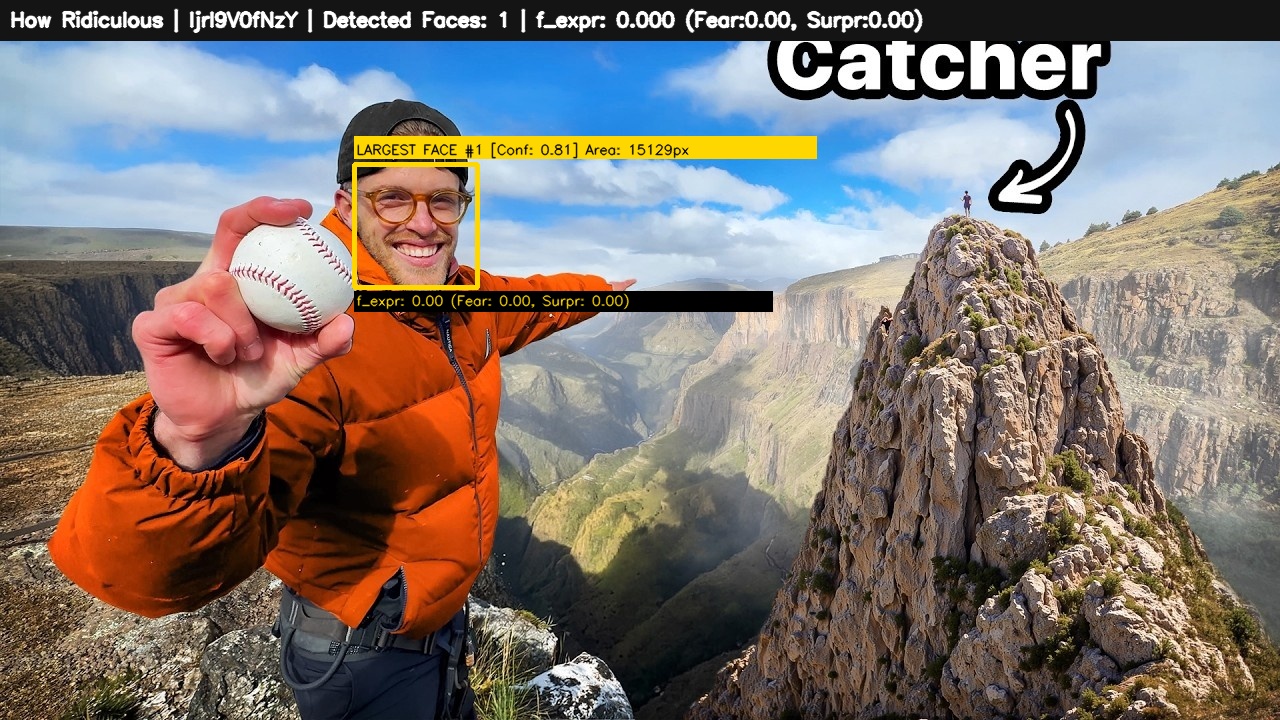 How Ridiculous | IjrI9V0fNzY | Detected Faces: 1 | f_expr: 0.000 (Fear:0.00, Surpr:0.00)
Catcher
LARGEST FACE #1 [Conf: 0.81] Area: 15129px
f_expr: 0.00 (Fear: 0.00, Surpr: 0.00)